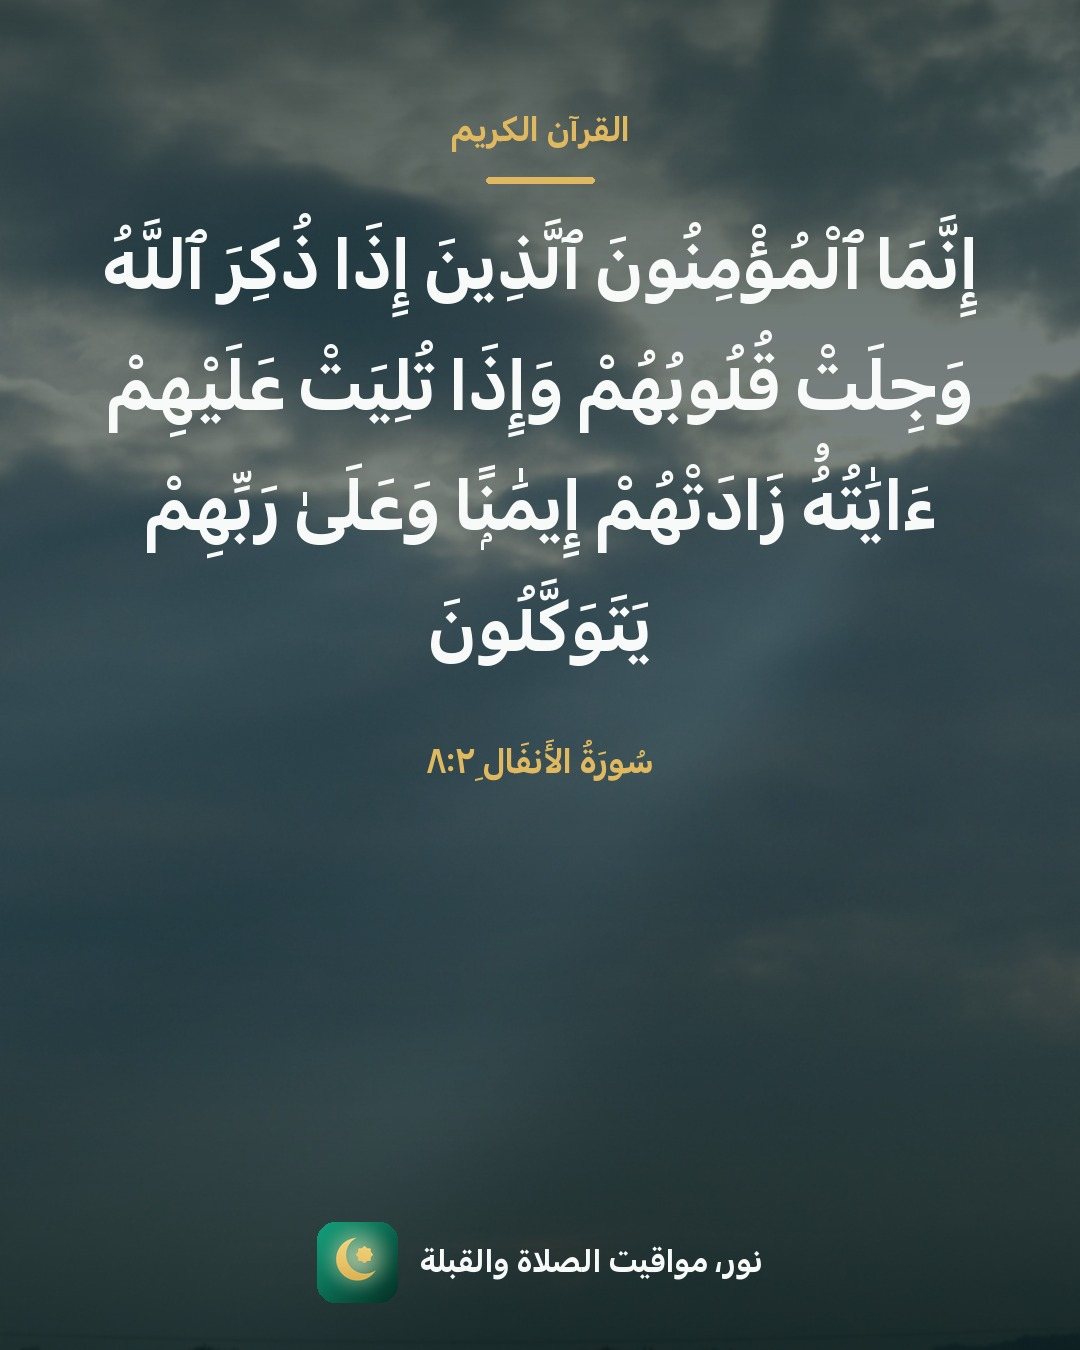 القرآن الكريم
إِنَّمَا ٱلْمُؤْمِنُونَ ٱلَّذِينَ إِذَا ذُكِرَ ٱللَّهُ
وَجِلَتْ قُلُوبُهُمْ وَإِذَا تُلِيَتْ عَلَيْهِمْ
ءَايَٰتُهُۥ زَادَتْهُمْ إِيمَٰنًۭا وَعَلَىٰ رَبِّهِمْ
يَتَوَكَّلُونَ
سُورَةُ الأَنفَالِ ٨:٢
نور، مواقيت الصلاة والقبلة